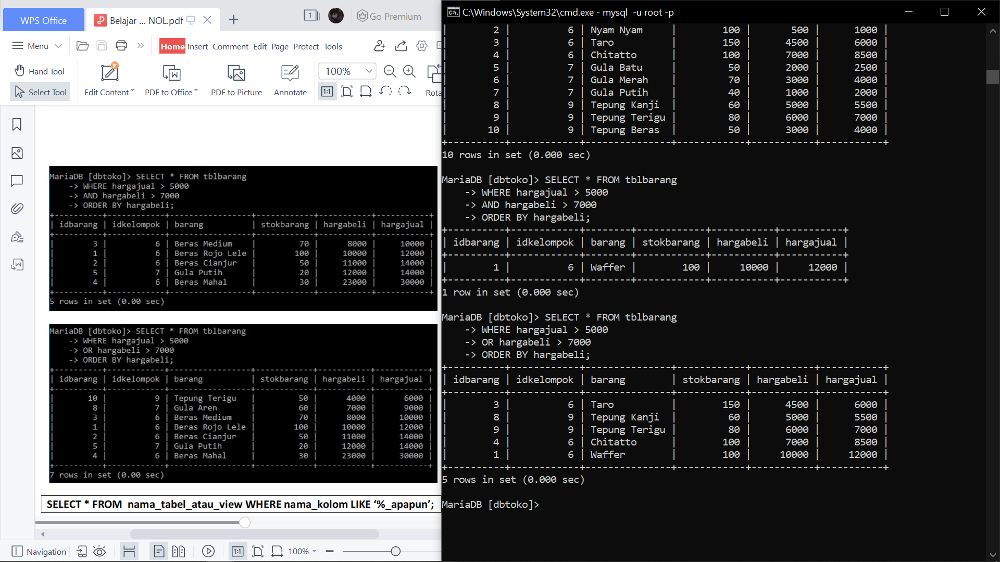 WPS Office
Belajar ... NOL.pdf
1
Go Premium
Menu
Home Insert Comment Edit Page Protect Tools
Hand Tool
Select Tool
Edit Content
PDF to Office
PDF to Picture
Annotate
100%
1:1
MariaDB [dbtoko]> SELECT * FROM tblbarang
-> WHERE hargajual > 5000
-> AND hargabeli > 7000
-> ORDER BY hargabeli;
+----------+------------+------------------+------------+-----------+-----------+
| idbarang | idkelompok | barang | stokbarang | hargabeli | hargajual |
+----------+------------+------------------+------------+-----------+-----------+
| 3 | 6 | Beras Medium | 70 | 8000 | 10000 |
| 1 | 6 | Beras Rojo Lele | 100 | 10000 | 12000 |
| 2 | 6 | Beras Cianjur | 50 | 11000 | 14000 |
| 5 | 7 | Gula Putih | 20 | 12000 | 14000 |
| 4 | 6 | Beras Mahal | 30 | 23000 | 30000 |
+----------+------------+------------------+------------+-----------+-----------+
5 rows in set (0.00 sec)
MariaDB [dbtoko]> SELECT * FROM tblbarang
-> WHERE hargajual > 5000
-> OR hargabeli > 7000
-> ORDER BY hargabeli;
+----------+------------+------------------+------------+-----------+-----------+
| idbarang | idkelompok | barang | stokbarang | hargabeli | hargajual |
+----------+------------+------------------+------------+-----------+-----------+
| 10 | 9 | Tepung Terigu | 50 | 4000 | 6000 |
| 8 | 7 | Gula Aren | 60 | 7000 | 9000 |
| 3 | 6 | Beras Medium | 70 | 8000 | 10000 |
| 1 | 6 | Beras Rojo Lele | 100 | 10000 | 12000 |
| 2 | 6 | Beras Cianjur | 50 | 11000 | 14000 |
| 5 | 7 | Gula Putih | 20 | 12000 | 14000 |
| 4 | 6 | Beras Mahal | 30 | 23000 | 30000 |
+----------+------------+------------------+------------+-----------+-----------+
7 rows in set (0.00 sec)
SELECT * FROM nama_tabel_atau_view WHERE nama_kolom LIKE ‘%_apapun’;
Navigation
1:1
100%
C:\Windows\System32\cmd.exe - mysql -u root -p
| 2 | 6 | Nyam Nyam | 100 | 500 | 1000 |
| 3 | 6 | Taro | 150 | 4500 | 6000 |
| 4 | 6 | Chitatto | 100 | 7000 | 8500 |
| 5 | 7 | Gula Batu | 50 | 2000 | 2500 |
| 6 | 7 | Gula Merah | 70 | 3000 | 4000 |
| 7 | 7 | Gula Putih | 40 | 1000 | 2000 |
| 8 | 9 | Tepung Kanji | 60 | 5000 | 5500 |
| 9 | 9 | Tepung Terigu | 80 | 6000 | 7000 |
| 10 | 9 | Tepung Beras | 50 | 3000 | 4000 |
+----------+------------+---------------+------------+-----------+-----------+
10 rows in set (0.000 sec)
MariaDB [dbtoko]> SELECT * FROM tblbarang
-> WHERE hargajual > 5000
-> AND hargabeli > 7000
-> ORDER BY hargabeli;
+----------+------------+--------+------------+-----------+-----------+
| idbarang | idkelompok | barang | stokbarang | hargabeli | hargajual |
+----------+------------+--------+------------+-----------+-----------+
| 1 | 6 | Waffer | 100 | 10000 | 12000 |
+----------+------------+--------+------------+-----------+-----------+
1 row in set (0.000 sec)
MariaDB [dbtoko]> SELECT * FROM tblbarang
-> WHERE hargajual > 5000
-> OR hargabeli > 7000
-> ORDER BY hargabeli;
+----------+------------+---------------+------------+-----------+-----------+
| idbarang | idkelompok | barang | stokbarang | hargabeli | hargajual |
+----------+------------+---------------+------------+-----------+-----------+
| 3 | 6 | Taro | 150 | 4500 | 6000 |
| 8 | 9 | Tepung Kanji | 60 | 5000 | 5500 |
| 9 | 9 | Tepung Terigu | 80 | 6000 | 7000 |
| 4 | 6 | Chitatto | 100 | 7000 | 8500 |
| 1 | 6 | Waffer | 100 | 10000 | 12000 |
+----------+------------+---------------+------------+-----------+-----------+
5 rows in set (0.000 sec)
MariaDB [dbtoko]>